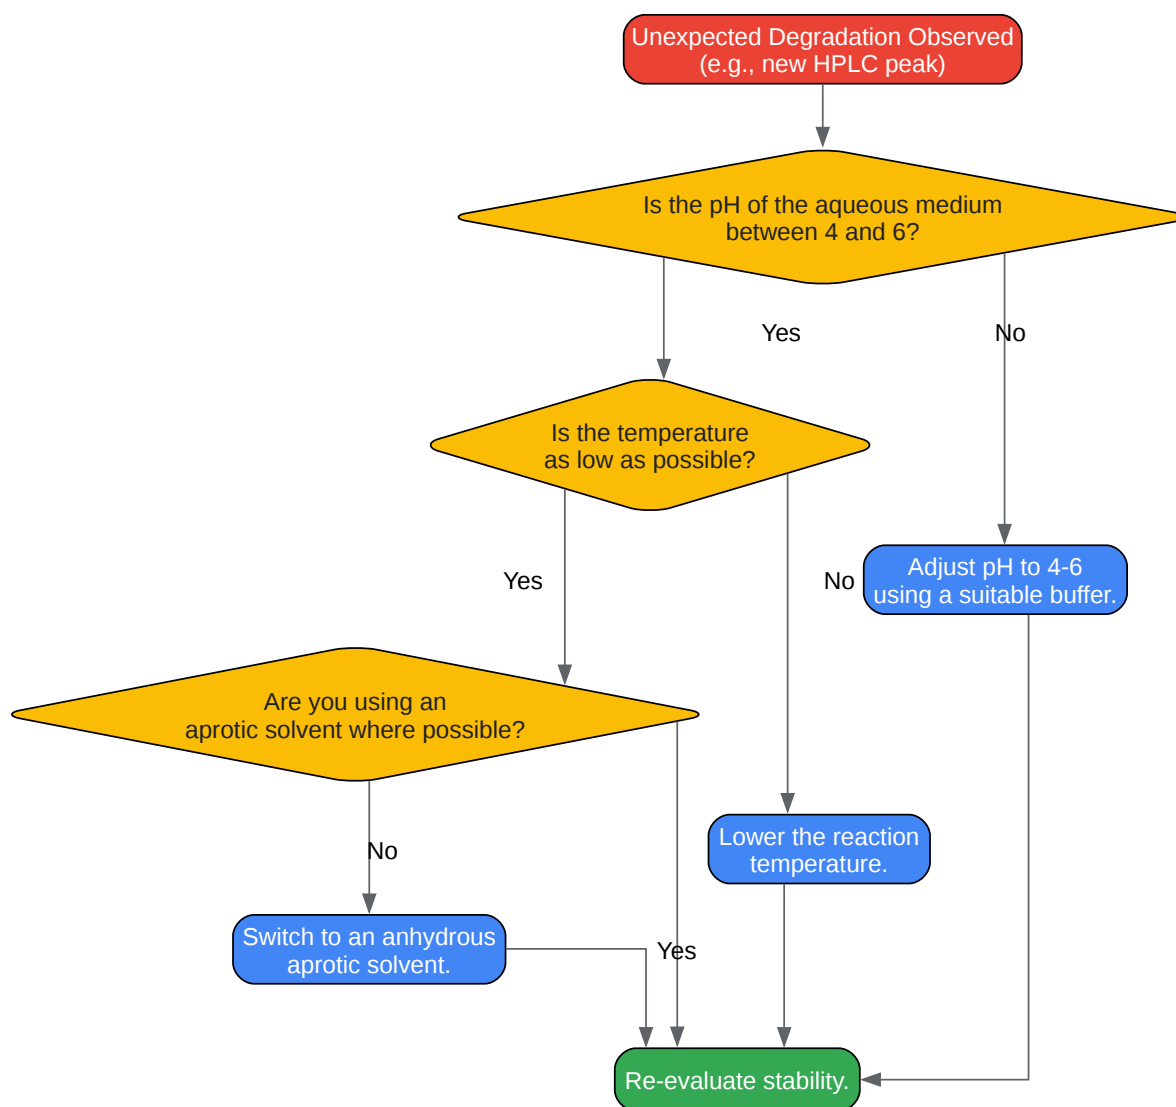 Unexpected Degradation Observed
(e.g., new HPLC peak)
Is the pH of the aqueous medium
between 4 and 6?
Yes
No
Is the temperature
as low as possible?
Yes
No
Adjust pH to 4-6
using a suitable buffer.
Are you using an
aprotic solvent where possible?
No
Lower the reaction
temperature.
Switch to an anhydrous
aprotic solvent.
Yes
Re-evaluate stability.